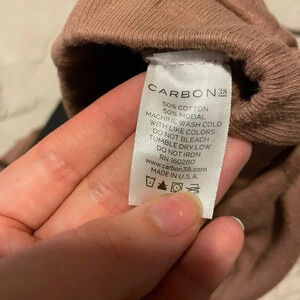 CARBON38
50% COTTON
50% MODAL
MACHINE WASH COLD
WITH LIKE COLORS
DO NOT BLEACH
TUMBLE DRY LOW
DO NOT IRON
RN 160280
www.carbon38.com
MADE IN U.S.A.